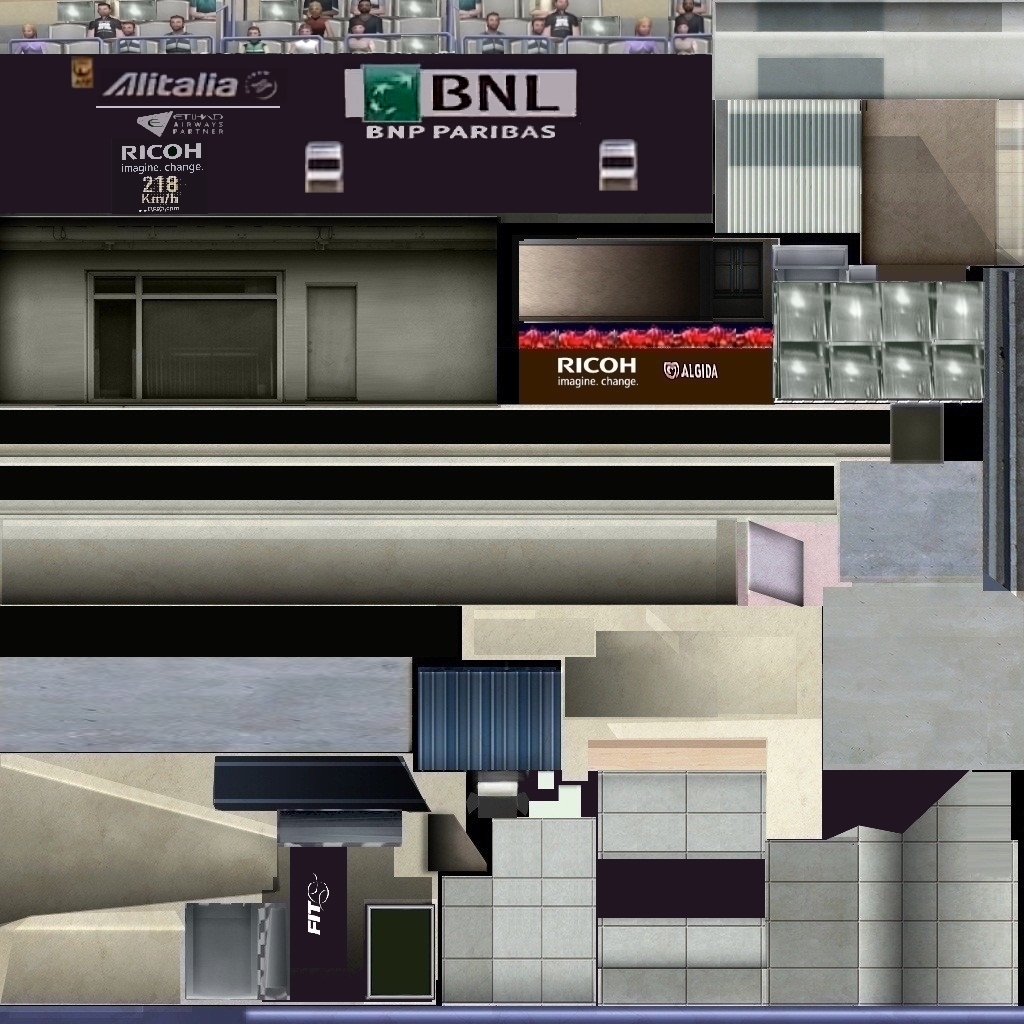 Alitalia
ETIHAD
AIRWAYS
PARTNER
RICOH
imagine. change.
218
Km/h
BNL
BNP PARIBAS
RICOH
imagine. change.
ALGIDA
FIT